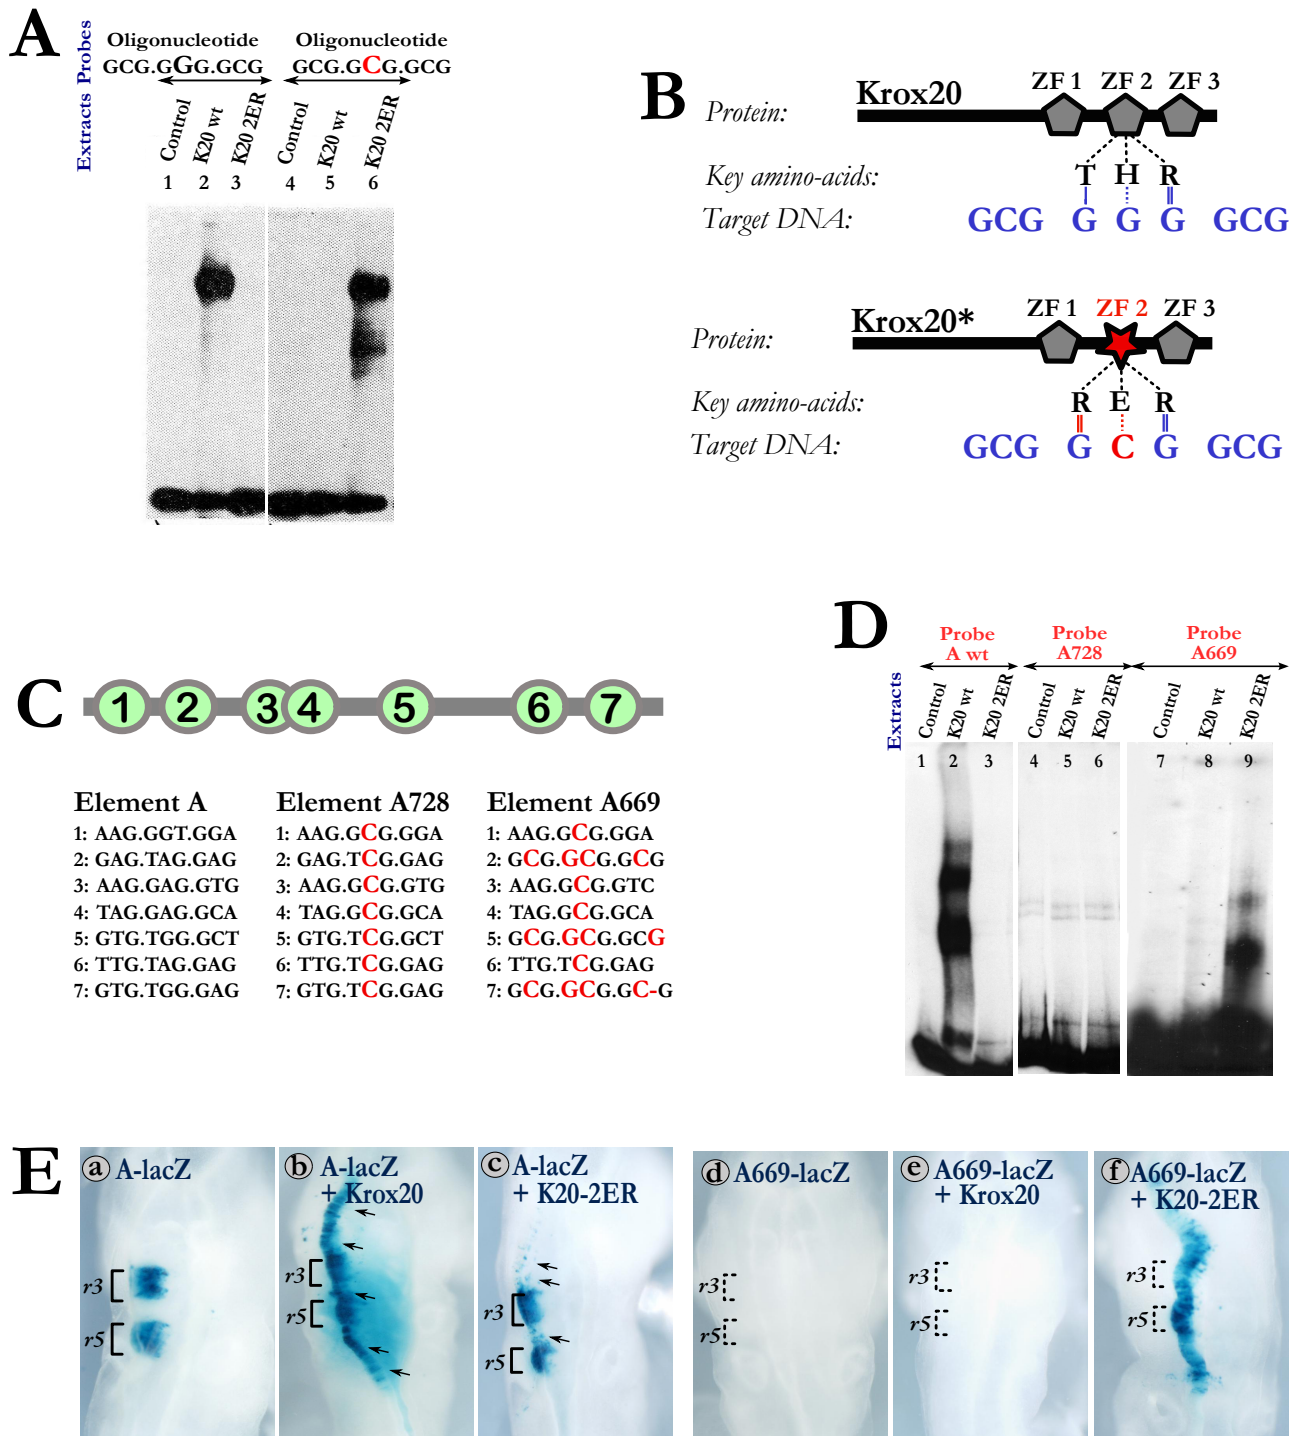 A
Extracts Probes
Oligonucleotide Oligonucleotide
GCG.GGG.GCG GCG.GCG.GCG
Control K20 wt K20 2ER Control K20 wt K20 2ER
1 2 3 4 5 6
B
Protein: Krox20 ZF 1 ZF 2 ZF 3
Key amino-acids: T H R
Target DNA: GCG G G G GCG
Protein: Krox20* ZF 1 ZF 2 ZF 3
Key amino-acids: R E R
Target DNA: GCG G C G GCG
C
1 2 3 4 5 6 7
Element A Element A728 Element A669
1: AAG.GGT.GGA 1: AAG.GCG.GGA 1: AAG.GCG.GGA
2: GAG.TAG.GAG 2: GAG.TCG.GAG 2: GCG.GCG.GCG
3: AAG.GAG.GTG 3: AAG.GCG.GTG 3: AAG.GCG.GTC
4: TAG.GAG.GCA 4: TAG.GCG.GCA 4: TAG.GCG.GCA
5: GTG.TGG.GCT 5: GTG.TCG.GCT 5: GCG.GCG.GCG
6: TTG.TAG.GAG 6: TTG.TCG.GAG 6: TTG.TCG.GAG
7: GTG.TGG.GAG 7: GTG.TCG.GAG 7: GCG.GCG.GC-G
D
Extracts
Probe Probe Probe
A wt A728 A669
Control K20 wt K20 2ER Control K20 wt K20 2ER Control K20 wt K20 2ER
1 2 3 4 5 6 7 8 9
E
a A-lacZ
r3
r5
b A-lacZ
+ Krox20
r3
r5
c A-lacZ
+ K20-2ER
r3
r5
d A669-lacZ
r3
r5
e A669-lacZ
+ Krox20
r3
r5
f A669-lacZ
+ K20-2ER
r3
r5